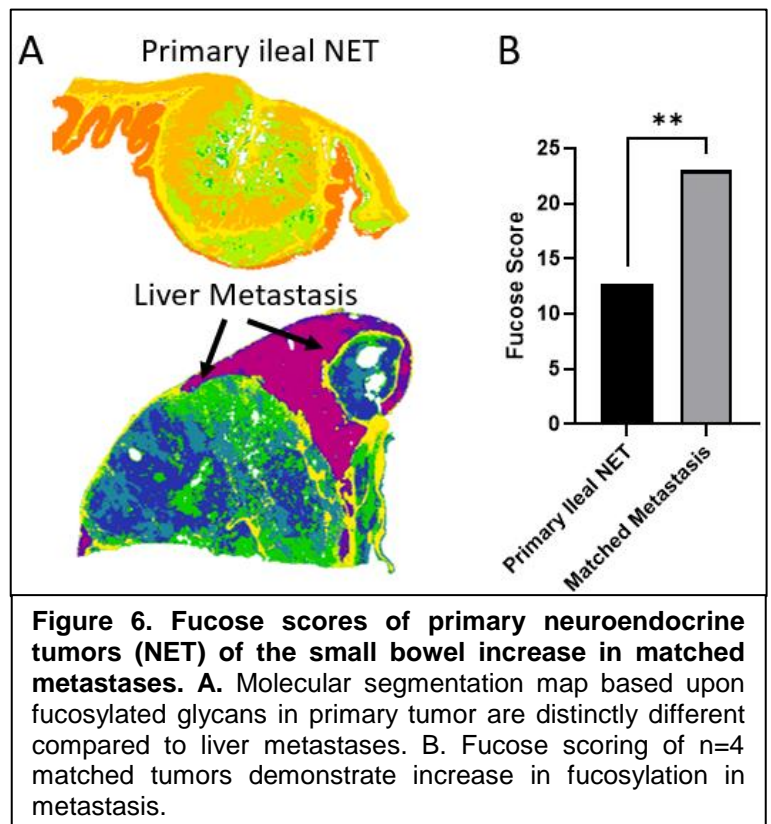 A
Primary ileal NET
Liver Metastasis
B
**
25
20
15
10
5
0
Fucose Score
Primary Ileal NET
Matched Metastasis
Figure 6. Fucose scores of primary neuroendocrine
tumors (NET) of the small bowel increase in matched
metastases. A. Molecular segmentation map based upon
fucosylated glycans in primary tumor are distinctly different
compared to liver metastases. B. Fucose scoring of n=4
matched tumors demonstrate increase in fucosylation in
metastasis.